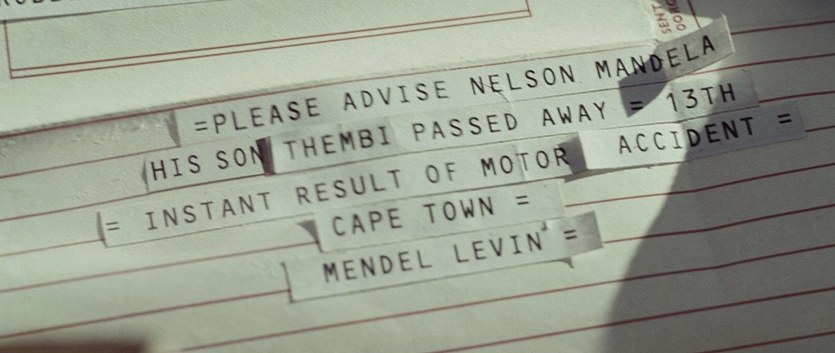 =PLEASE ADVISE NELSON MANDELA
HIS SON THEMBI PASSED AWAY = 13TH
= INSTANT RESULT OF MOTOR ACCIDENT =
CAPE TOWN =
MENDEL LEVIN =